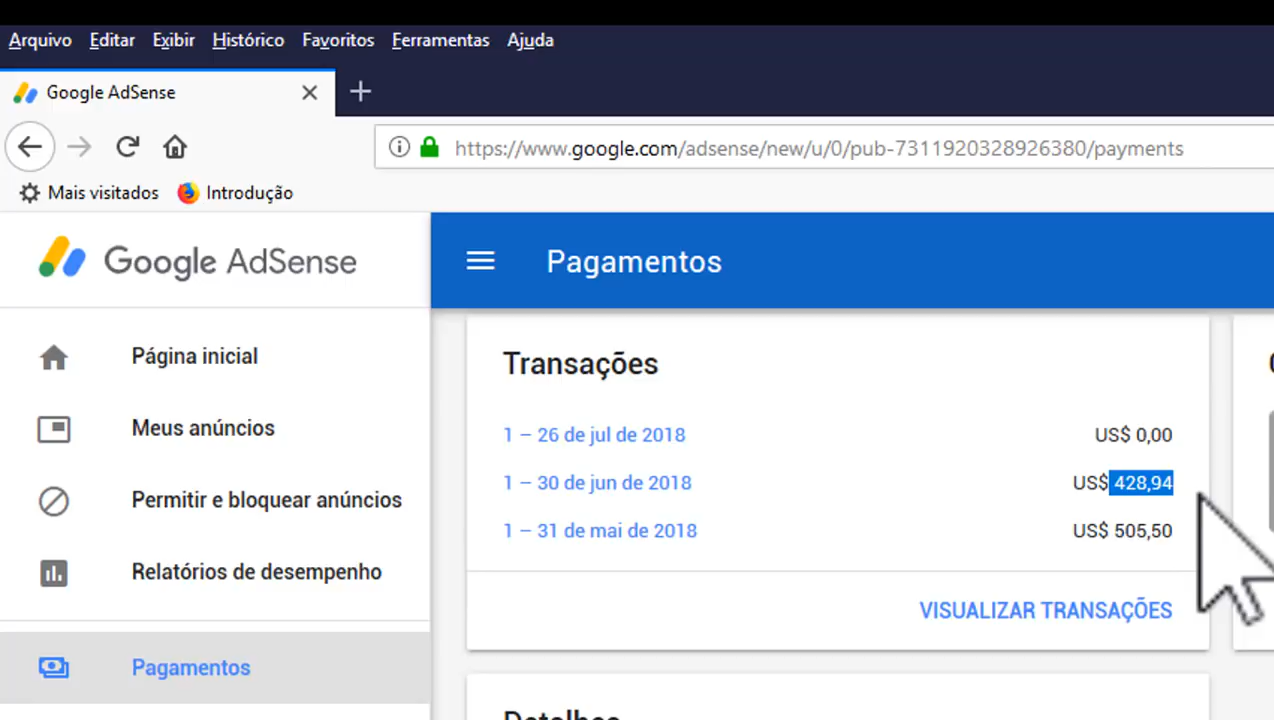 Arquivo Editar Exibir Histórico Favoritos Ferramentas Ajuda
Google AdSense
https://www.google.com/adsense/new/u/0/pub-7311920328926380/payments
Mais visitados Introdução
Google AdSense
Pagamentos
Página inicial
Meus anúncios
Permitir e bloquear anúncios
Relatórios de desempenho
Pagamentos
Transações
1 – 26 de jul de 2018 US$ 0,00
1 – 30 de jun de 2018 US$ 428,94
1 – 31 de mai de 2018 US$ 505,50
VISUALIZAR TRANSAÇÕES